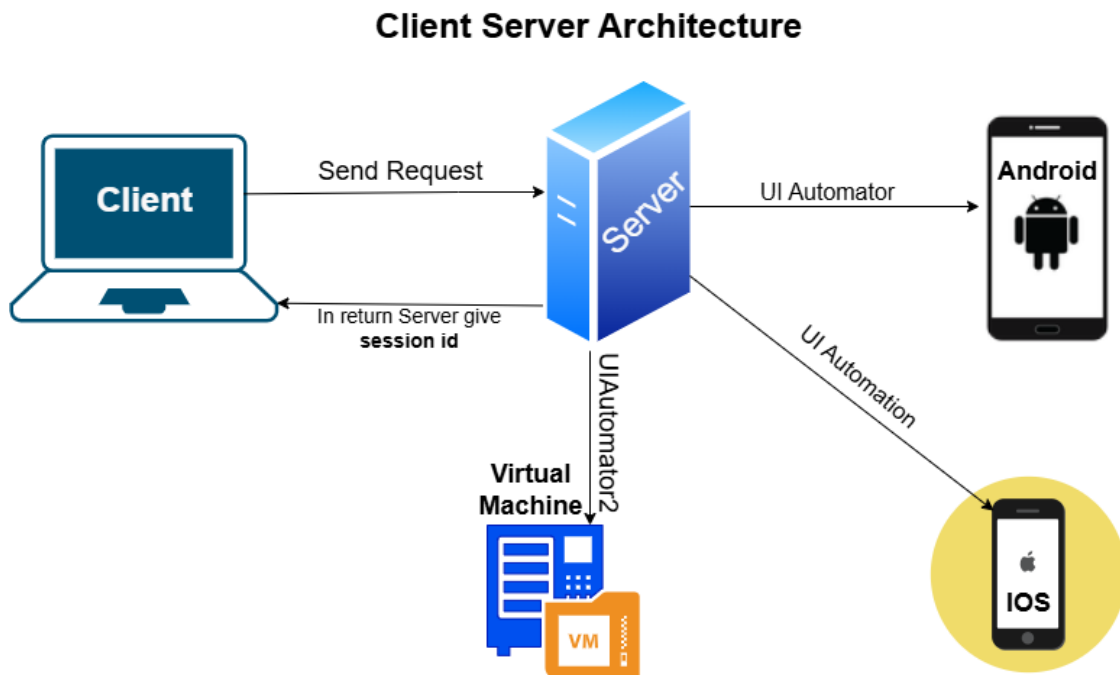 Client Server Architecture
Client
Send Request
Server
UI Automator
Android
In return Server give
session id
UI Automation
UIAutomator2
Virtual
Machine
VM
IOS